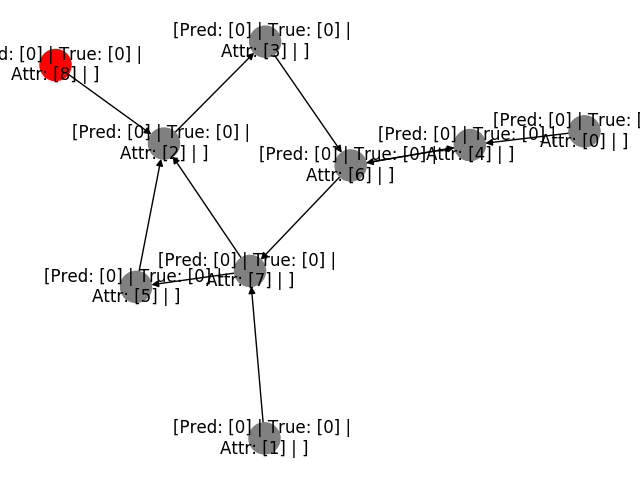 [Pred: [0] | True: [0] |
Attr: [3] | ]
d: [0] | True: [0] |
Attr: [8] | ]
[Pred: [0] | True: [0] |
Attr: [2] | ]
[Pred: [0] | True: [
Attr: [0] | ]
[Pred: [0] | True: [0] |
Attr: [4] | ]
[Pred: [0] | True: [0] |
Attr: [6] | ]
[Pred: [0] | True: [0] |
Attr: [7] | ]
[Pred: [0] | True: [0] |
Attr: [5] | ]
[Pred: [0] | True: [0] |
Attr: [1] | ]